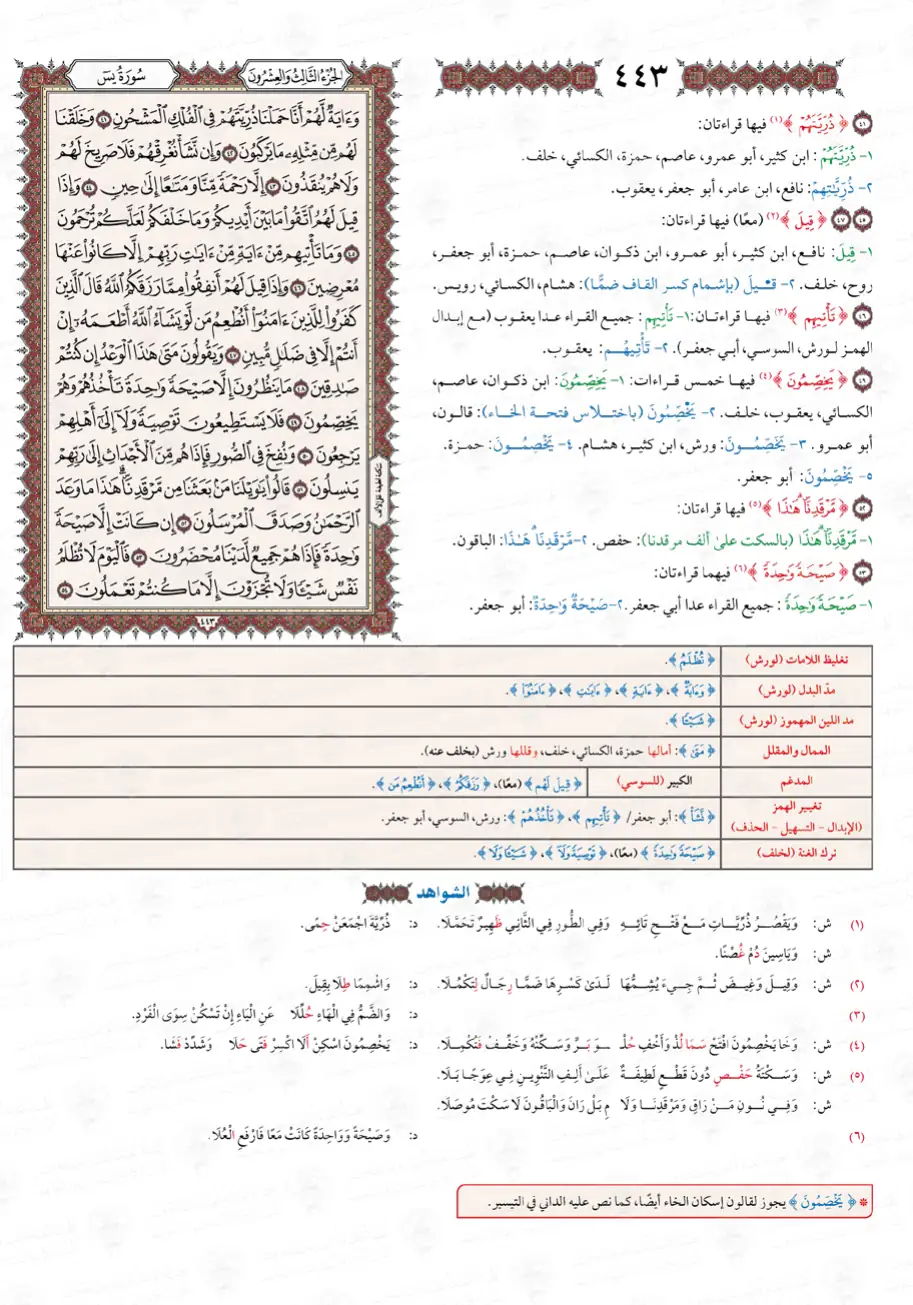 ٤٤٣
٤١ ﴿ ذُرِّيَّتَهُمْ ﴾(١) فيها قراءتان:
١- ذُرِّيَّتَهُمْ : ابن كثير، أبو عمرو، عاصم، حمزة، الكسائي، خلف.
٢- ذُرِّيَّٰتِهِمْ: نافع، ابن عامر، أبو جعفر، يعقوب.
٤٥ ٤٧ ﴿ قِيلَ ﴾(٢) (معًا) فيها قراءتان:
١- قِيلَ: نافع، ابن كثير، أبو عمرو، ابن ذكوان، عاصم، حمزة، أبو جعفر،
روح، خلف. ٢- قِيلَ (بإشمام كسر القاف ضمًّا): هشام، الكسائي، رويس.
٤٦ ﴿ تَأْتِيهِم ﴾(٣) فيها قراءتان:١- تَأْتِيهِم : جميع القراء عدا يعقوب (مع إبدال
الهمز لورش، السوسي، أبي جعفر). ٢- تَأْتِيهُم: يعقوب.
٤٩ ﴿ يَخِصِّمُونَ ﴾(٤) فيها خمس قراءات: ١- يَخِصِّمُونَ: ابن ذكوان، عاصم،
الكسائي، يعقوب، خلف. ٢- يَخَصِّمُونَ (باختلاس فتحة الخاء): قالون،
أبو عمرو. ٣- يَخَصِّمُونَ: ورش، ابن كثير، هشام. ٤- يَخْصِمُونَ: حمزة.
٥- يَخْصِّمُونَ: أبو جعفر.
٥٢ ﴿ مَّرْقَدِنَاۜ هَٰذَا ﴾(٥) فيها قراءتان:
١- مَّرْقَدِنَاۜ هَٰذَا (بالسكت على ألف مرقدنا): حفص. ٢-مَّرْقَدِنَا هَٰذَا: الباقون.
٥٣ ﴿ صَيْحَةً وَٰحِدَةً ﴾(٦) فيهما قراءتان:
١- صَيْحَةً وَٰحِدَةً : جميع القراء عدا أبي جعفر.٢-صَيْحَةٌ وَٰحِدَةٌ: أبو جعفر.
الجزء الثالث والعشرون سورة يس
وَءَايَةٌ لَّهُمْ أَنَّا حَمَلْنَا ذُرِّيَّتَهُمْ فِي ٱلْفُلْكِ ٱلْمَشْحُونِ ٤١ وَخَلَقْنَا
لَهُم مِّن مِّثْلِهِۦ مَا يَرْكَبُونَ ٤٢ وَإِن نَّشَأْ نُغْرِقْهُمْ فَلَا صَرِيخَ لَهُمْ
وَلَا هُمْ يُنقَذُونَ ٤٣ إِلَّا رَحْمَةً مِّنَّا وَمَتَٰعًا إِلَىٰ حِينٍ ٤٤ وَإِذَا
قِيلَ لَهُمُ ٱتَّقُوا۟ مَا بَيْنَ أَيْدِيكُمْ وَمَا خَلْفَكُمْ لَعَلَّكُمْ تُرْحَمُونَ
٤٥ وَمَا تَأْتِيهِم مِّنْ ءَايَةٍ مِّنْ ءَايَٰتِ رَبِّهِمْ إِلَّا كَانُوا۟ عَنْهَا
مُعْرِضِينَ ٤٦ وَإِذَا قِيلَ لَهُمْ أَنفِقُوا۟ مِمَّا رَزَقَكُمُ ٱللَّهُ قَالَ ٱلَّذِينَ
كَفَرُوا۟ لِلَّذِينَ ءَامَنُوٓا۟ أَنُطْعِمُ مَن لَّوْ يَشَآءُ ٱللَّهُ أَطْعَمَهُۥٓ إِنْ
أَنتُمْ إِلَّا فِي ضَلَٰلٍ مُّبِينٍ ٤٧ وَيَقُولُونَ مَتَىٰ هَٰذَا ٱلْوَعْدُ إِن كُنتُمْ
صَٰدِقِينَ ٤٨ مَا يَنظُرُونَ إِلَّا صَيْحَةً وَٰحِدَةً تَأْخُذُهُمْ وَهُمْ
يَخِصِّمُونَ ٤٩ فَلَا يَسْتَطِيعُونَ تَوْصِيَةً وَلَآ إِلَىٰٓ أَهْلِهِمْ
يَرْجِعُونَ ٥٠ وَنُفِخَ فِي ٱلصُّورِ فَإِذَا هُم مِّنَ ٱلْأَجْدَاثِ إِلَىٰ رَبِّهِمْ
يَنسِلُونَ ٥١ قَالُوا۟ يَٰوَيْلَنَا مَنۢ بَعَثَنَا مِن مَّرْقَدِنَاۜ هَٰذَا مَا وَعَدَ
ٱلرَّحْمَٰنُ وَصَدَقَ ٱلْمُرْسَلُونَ ٥٢ إِن كَانَتْ إِلَّا صَيْحَةً
وَٰحِدَةً فَإِذَا هُمْ جَمِيعٌ لَّدَيْنَا مُحْضَرُونَ ٥٣ فَٱلْيَوْمَ لَا تُظْلَمُ
نَفْسٌ شَيْـًٔا وَلَا تُجْزَوْنَ إِلَّا مَا كُنتُمْ تَعْمَلُونَ ٥٤
٤٤٣
تغليظ اللامات (لورش) ﴿ تُظْلَمُ ﴾.
مدّ البدل (لورش) ﴿ وَءَايَةٌ ﴾، ﴿ ءَايَةٍ ﴾، ﴿ ءَايَٰتِ ﴾، ﴿ ءَامَنُوٓا۟ ﴾.
مد اللين المهموز (لورش) ﴿ شَيْـًٔا ﴾.
الممال والمقلل ﴿ مَتَىٰ ﴾: أمالها حمزة، الكسائي، خلف، وقللها ورش (بخلف عنه).
المدغم الكبير (للسوسي) ﴿ قِيلَ لَهُم ﴾ (معًا)، ﴿ رَزَقَكُمُ ﴾، ﴿ أَنُطْعِمُ مَن ﴾.
تغيير الهمز
(الإبدال - التسهيل - الحذف) ﴿ نَّشَأْ ﴾: أبو جعفر/ ﴿ تَأْتِيهِم ﴾، ﴿ تَأْخُذُهُمْ ﴾: ورش، السوسي، أبو جعفر.
ترك الغنة (لخلف) ﴿ صَيْحَةً وَٰحِدَةً ﴾ (معًا)، ﴿ تَوْصِيَةً وَلَآ ﴾، ﴿ شَيْـًٔا وَلَا ﴾.
الشواهد
(١) ش: وَيَقْصُرُ ذُرِّيَّاتِ مَعْ فَتْحِ تَائِهِ وَفِي الطُّورِ فِي الثَّانِي ظَهِيرٌ تَحَمَّلَا. د: ذُرِّيَّةَ اجْمَعَنْ حِمًى.
ش: وَيَاسِينَ دُمْ غُصْنًا.
(٢) ش: وَقِيلَ وَغِيضَ ثُمَّ جِيءَ يُشِمُّهَا لَدَى كَسْرِهَا ضَمًّا رِجَالٌ لِتَكْمُلَا. د: وَاشْمِمَا طِلًا بِقِيلَ.
(٣) د: وَالضَّمُّ فِي الْهَاءِ حُلِّلَا عَنِ الْيَاءِ إِنْ تَسْكُنْ سِوَى الْفَرْدِ.
(٤) ش: وَخَا يَخْصِمُونَ افْتَحْ سَمَا لُذْ وَأَخْفِ حُلْـ ـوَ بَرٍّ وَسَكِّنْهُ وَخَفِّفْ فَتُكْمِلَا. د: يَخْصِمُونَ اسْكِنْ أَلَا اكْسِرْ فَتًى حَلَا وَشَدِّدْ فَشَا.
(٥) ش: وَسَكْتَةُ حَفْصٍ دُونَ قَطْعٍ لَطِيفَةٌ عَلَىٰ أَلِفِ التَّنْوِينِ فِي عِوَجًا بَلَا.
ش: وَفِي نُونِ مَنْ رَاقٍ وَمَرْقَدِنَا وَلَا مِ بَلْ رَانَ وَالْبَاقُونَ لَا سَكْتَ مُوصَلَا.
(٦) د: وَصَيْحَةً وَوَاحِدَةً كَانَتْ مَعًا فَارْفَعِ الْعُلَا.
* ﴿ يَخَصِّمُونَ ﴾ يجوز لقالون إسكان الخاء أيضًا، كما نص عليه الداني في التيسير.